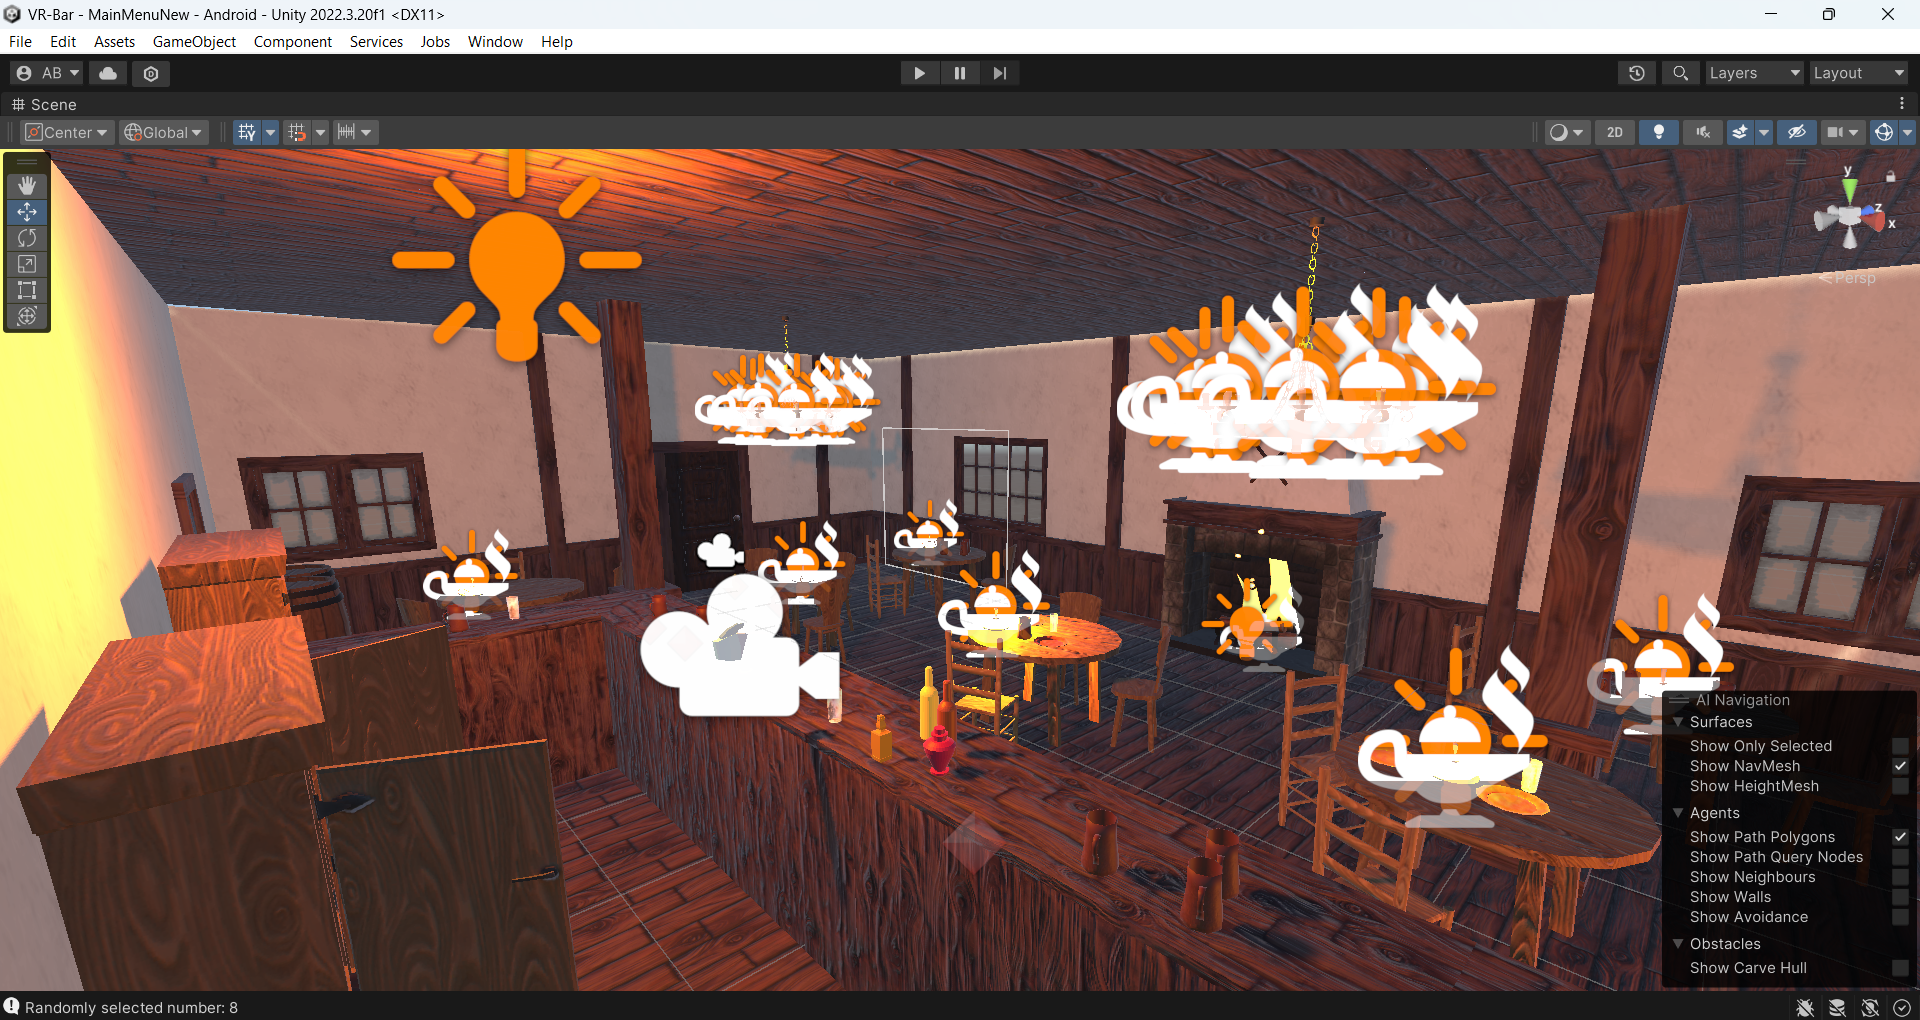 VR-Bar - MainMenuNew - Android - Unity 2022.3.20f1 <DX11>
File Edit Assets GameObject Component Services Jobs Window Help
AB Layers Layout
Scene
Center Global 2D
y
z
x
Persp
AI Navigation
Surfaces
Show Only Selected
Show NavMesh
Show HeightMesh
Agents
Show Path Polygons
Show Path Query Nodes
Show Neighbours
Show Walls
Show Avoidance
Obstacles
Show Carve Hull
Randomly selected number: 8